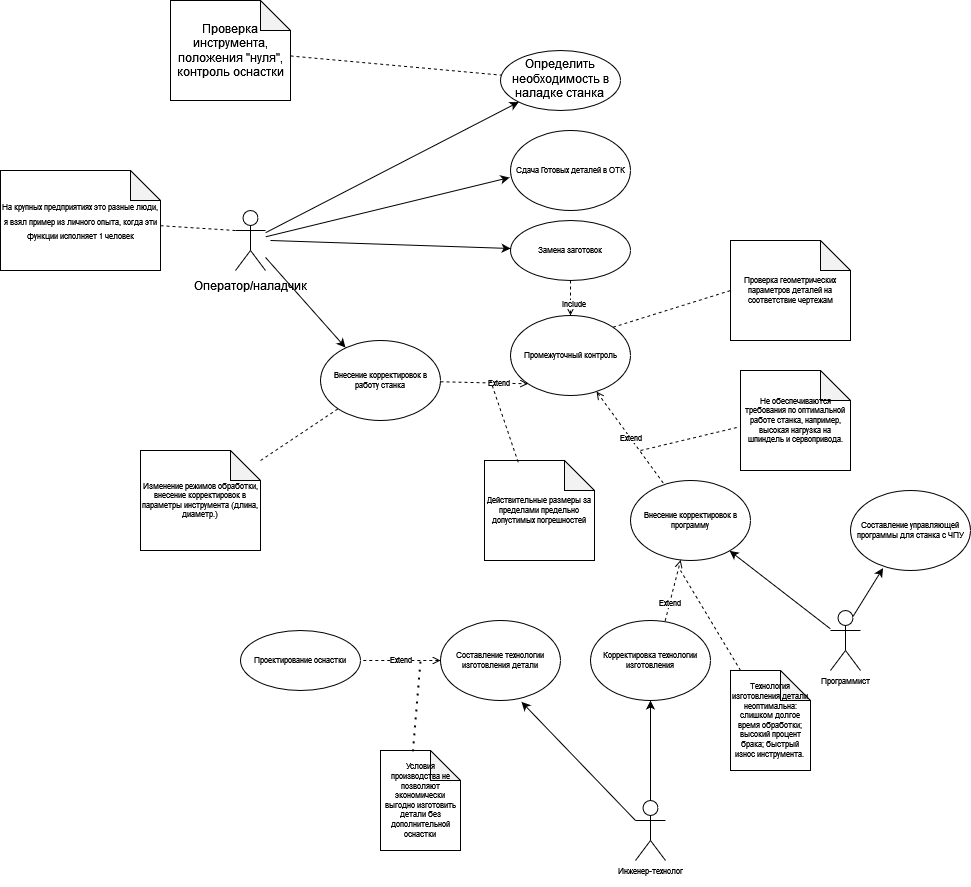 Проверка
инструмента,
положения "нуля",
контроль оснастки
Определить
необходимость в
наладке станка
Сдача Готовых деталей в ОТК
На крупных предприятиях это разные люди,
я взял пример из личного опыта, когда эти
функции исполняет 1 человек
Замена заготовок
Оператор/наладчик
Проверка геометрических
параметров деталей на
соответствие чертежам
Include
Промежуточный контроль
Внесение корректировок в
работу станка
Extend
Не обеспечиваются
требования по оптимальной
работе станка, например,
высокая нагрузка на
шпиндель и сервопривода.
Extend
Изменение режимов обработки,
внесение корректировок в
параметры инструмента (длина,
диаметр.)
Действительные размеры за
пределами предельно
допустимых погрешностей
Внесение корректировок в
программу
Составление управляющей
программы для станка с ЧПУ
Extend
Проектирование оснастки
Extend
Составление технологии
изготовления детали
Корректировка технологии
изготовления
Программист
Технология
изготовления детали
неоптимальна:
слишком долгое
время обработки;
высокий процент
брака; быстрый
износ инструмента.
Условия
производства не
позволяют
экономически
выгодно изготовить
детали без
дополнительной
оснастки
Инженер-технолог